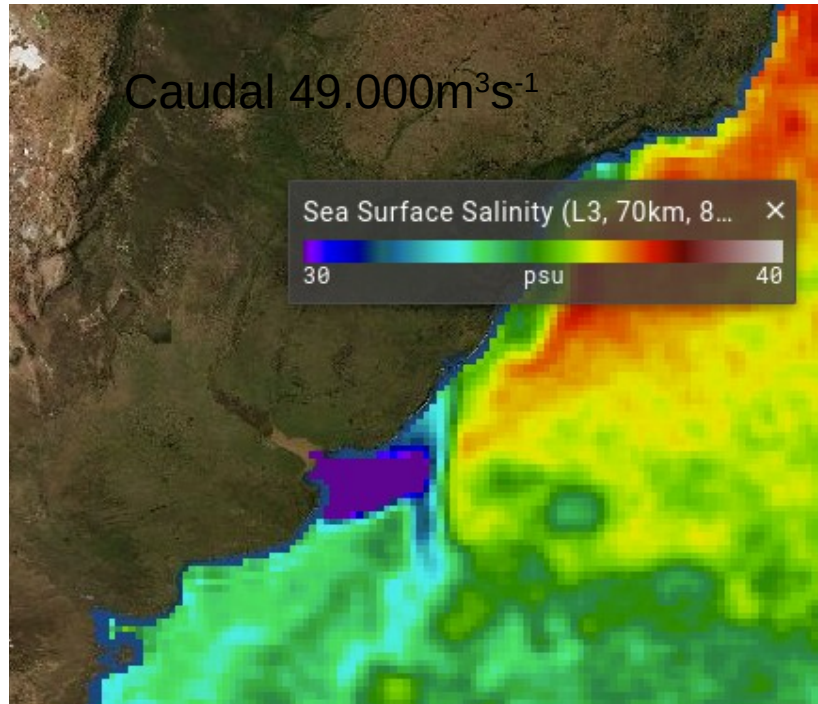 Caudal 49.000m³s⁻¹
Sea Surface Salinity (L3, 70km, 8... ×
30 psu 40